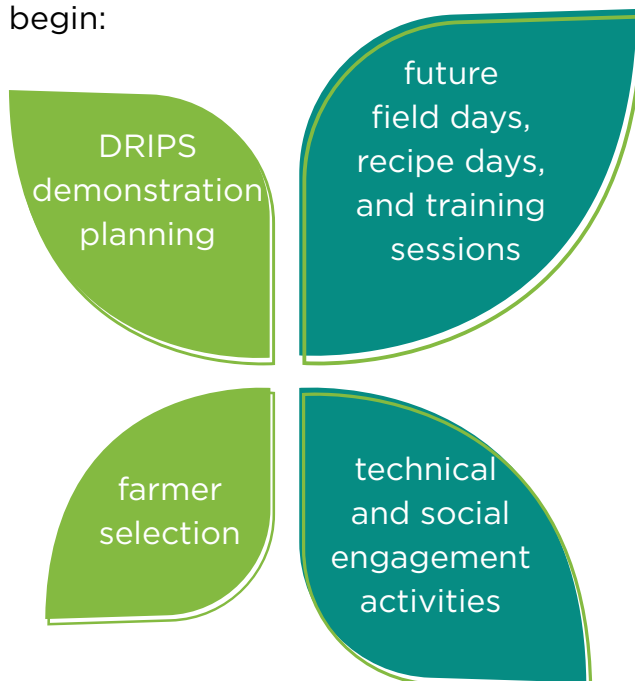 begin:
DRIPS
demonstration
planning
future
field days,
recipe days,
and training
sessions
farmer
selection
technical
and social
engagement
activities